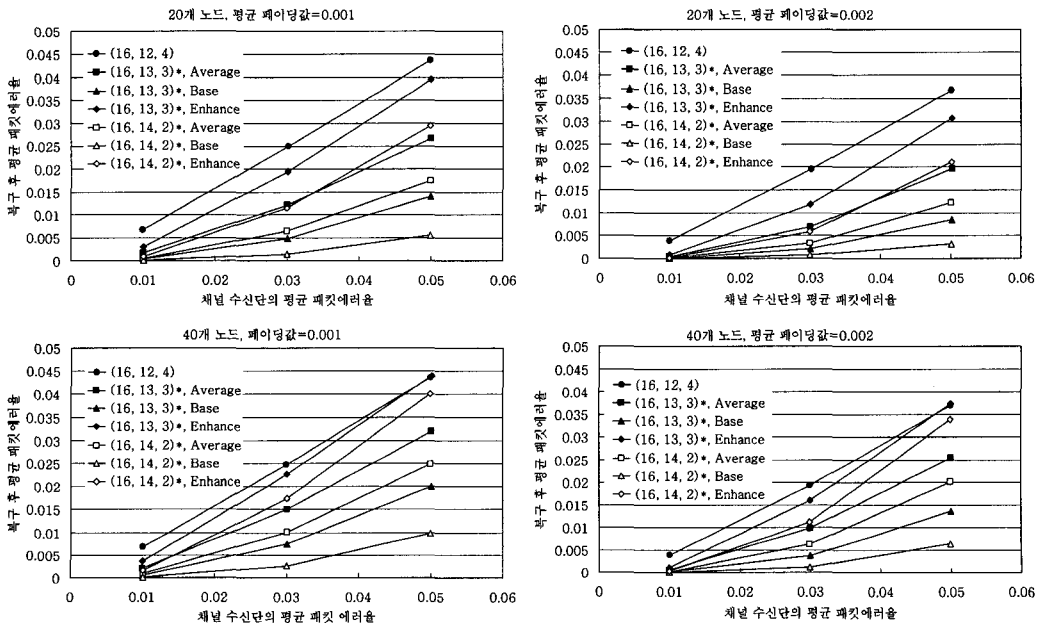 20개 노드, 평균 페이딩값=0.001
복구 후 평균 패킷에러율
0.05
0.045
0.04
0.035
0.03
0.025
0.02
0.015
0.01
0.005
0
(16, 12, 4)
(16, 13, 3)*, Average
(16, 13, 3)*, Base
(16, 13, 3)*, Enhance
(16, 14, 2)*, Average
(16, 14, 2)*, Base
(16, 14, 2)*, Enhance
0 0.01 0.02 0.03 0.04 0.05 0.06
채널 수신단의 평균 패킷에러율
20개 노드, 평균 페이딩값=0.002
복구 후 평균 패킷에러율
0.05
0.045
0.04
0.035
0.03
0.025
0.02
0.015
0.01
0.005
0
(16, 12, 4)
(16, 13, 3)*, Average
(16, 13, 3)*, Base
(16, 13, 3)*, Enhance
(16, 14, 2)*, Average
(16, 14, 2)*, Base
(16, 14, 2)*, Enhance
0 0.01 0.02 0.03 0.04 0.05 0.06
채널 수신단의 평균 패킷에러율
40개 노드, 페이딩값=0.001
복구 후 평균 패킷에러율
0.05
0.045
0.04
0.035
0.03
0.025
0.02
0.015
0.01
0.005
0
(16, 12, 4)
(16, 13, 3)*, Average
(16, 13, 3)*, Base
(16, 13, 3)*, Enhance
(16, 14, 2)*, Average
(16, 14, 2)*, Base
(16, 14, 2)*, Enhance
0 0.01 0.02 0.03 0.04 0.05 0.06
채널 수신단의 평균 패킷 에러율
40개 노드, 평균 페이딩값=0.002
복구 후 평균 패킷에러율
0.05
0.045
0.04
0.035
0.03
0.025
0.02
0.015
0.01
0.005
0
(16, 12, 4)
(16, 13, 3)*, Average
(16, 13, 3)*, Base
(16, 13, 3)*, Enhance
(16, 14, 2)*, Average
(16, 14, 2)*, Base
(16, 14, 2)*, Enhance
0 0.01 0.02 0.03 0.04 0.05 0.06
채널 수신단의 평균 패킷에러율